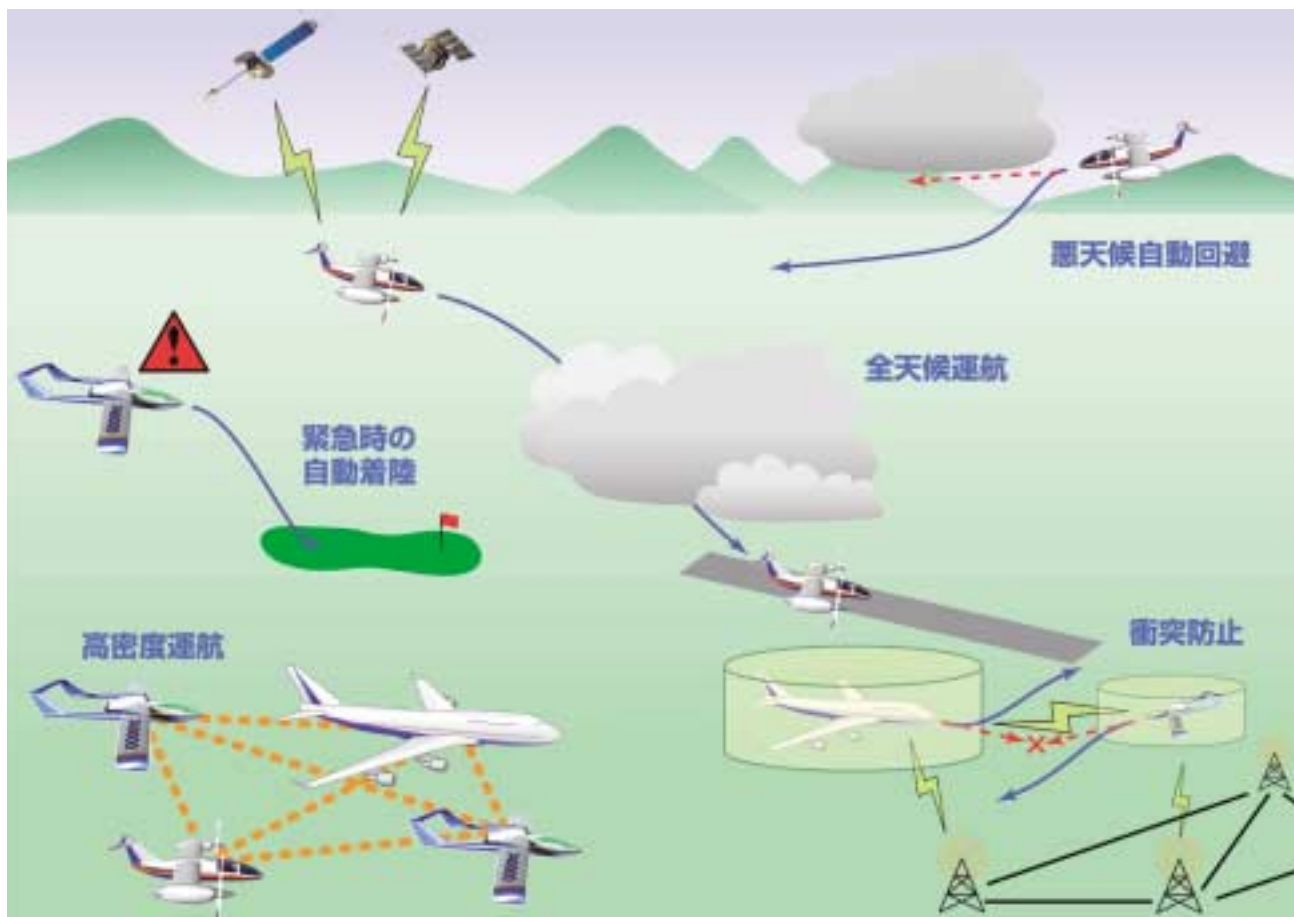 悪天候自動回避
全天候運航
緊急時の
自動着陸
高密度運航
衝突防止